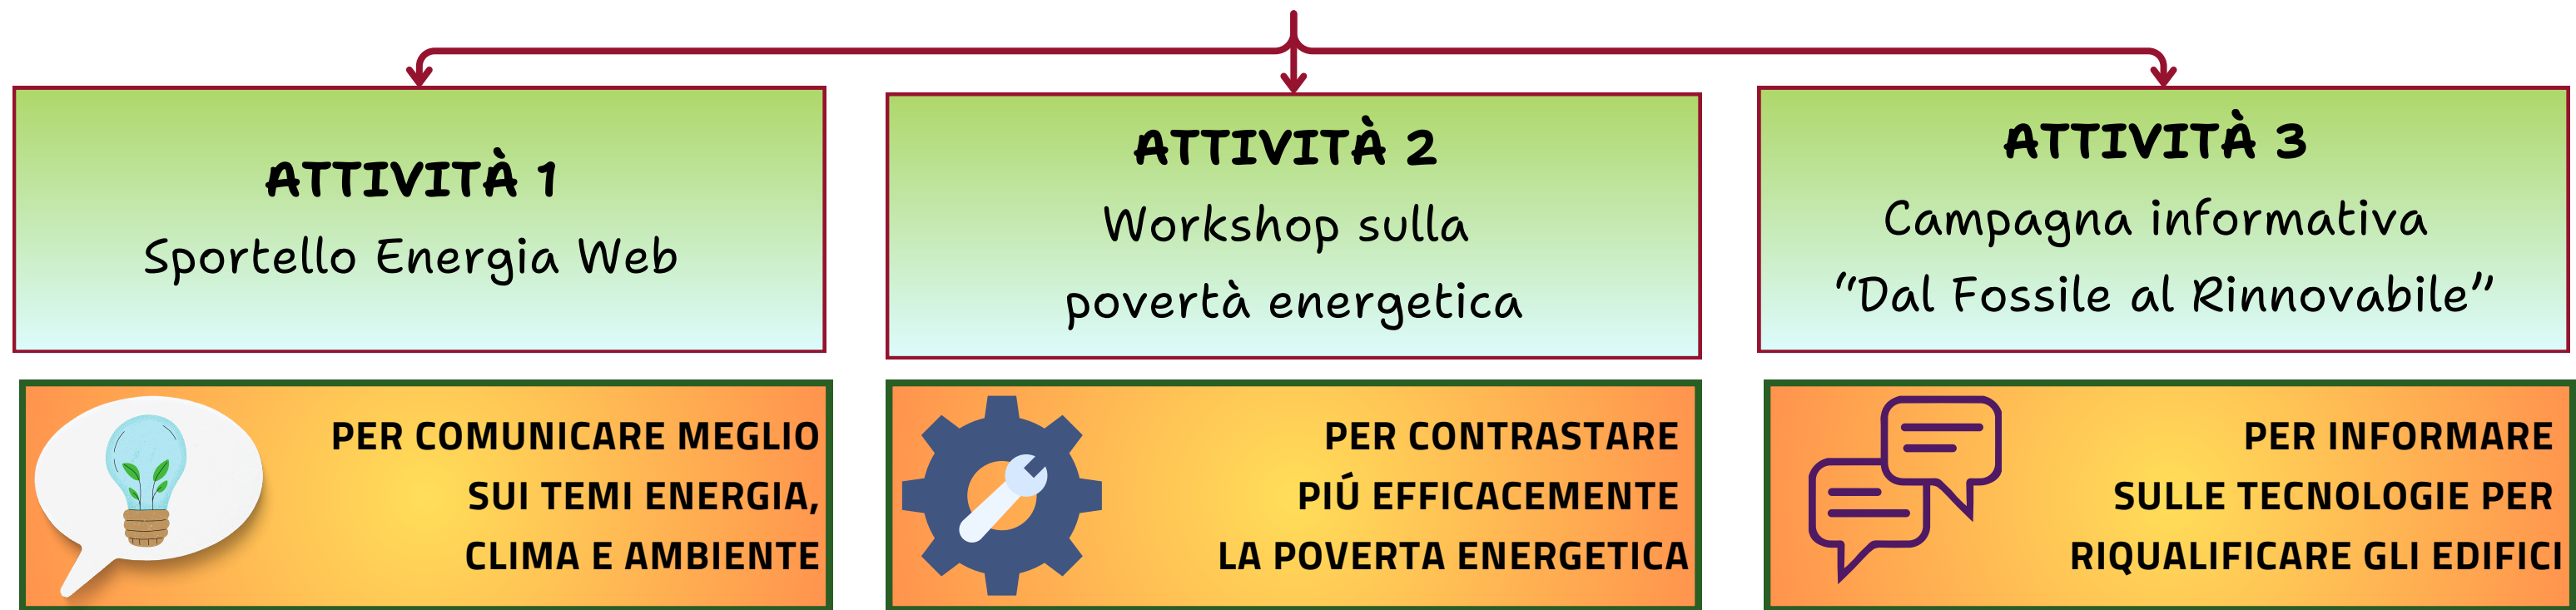 ATTIVITÀ 1
Sportello Energia Web
ATTIVITÀ 2
Workshop sulla
povertà energetica
ATTIVITÀ 3
Campagna informativa
“Dal Fossile al Rinnovabile”
PER COMUNICARE MEGLIO
SUI TEMI ENERGIA,
CLIMA E AMBIENTE
PER CONTRASTARE
PIÚ EFFICACEMENTE
LA POVERTA ENERGETICA
PER INFORMARE
SULLE TECNOLOGIE PER
RIQUALIFICARE GLI EDIFICI